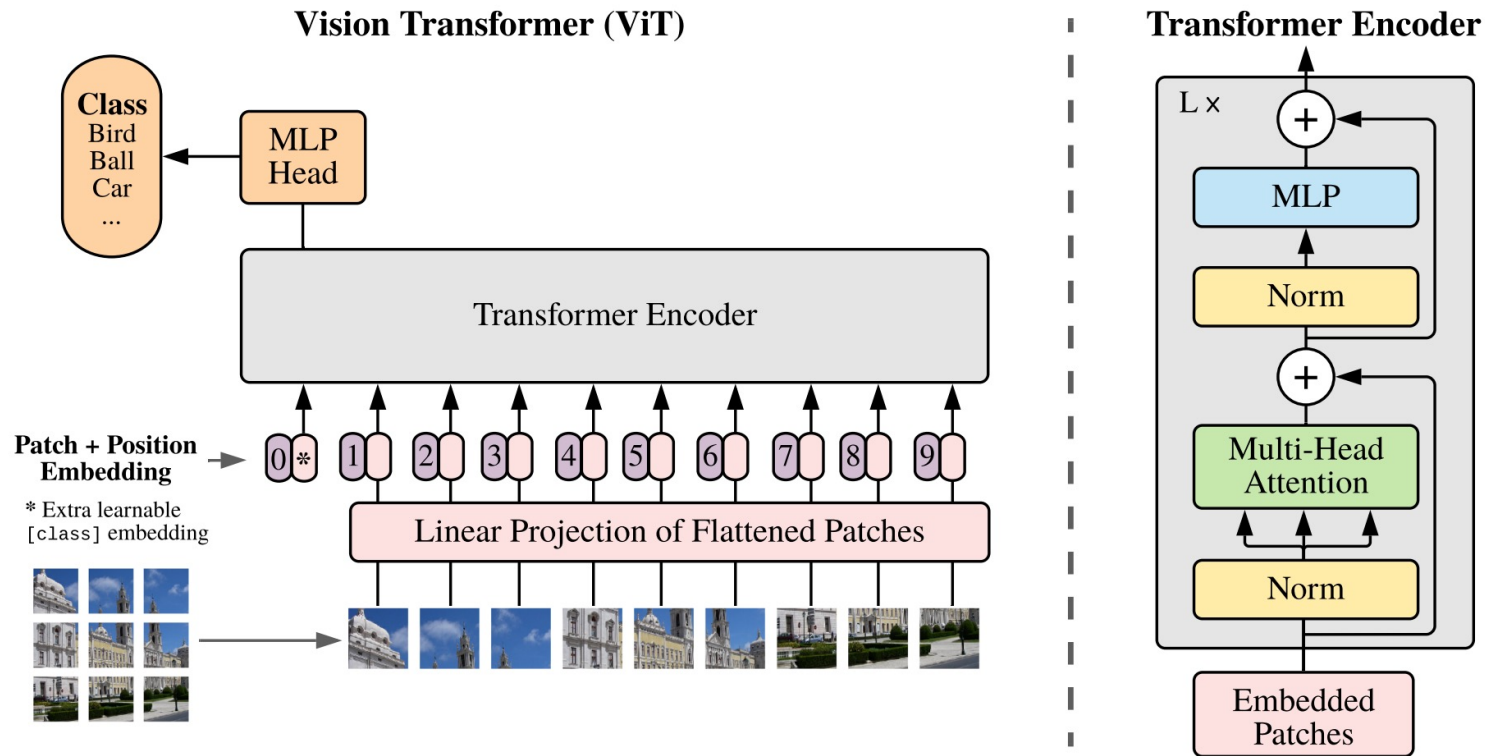 Vision Transformer (ViT)
Class
Bird
Ball
Car
...
MLP
Head
Transformer Encoder
Patch + Position
Embedding
* Extra learnable
[class] embedding
0 * 1 2 3 4 5 6 7 8 9
Linear Projection of Flattened Patches
Transformer Encoder
L ×
+
MLP
Norm
+
Multi-Head
Attention
Norm
Embedded
Patches